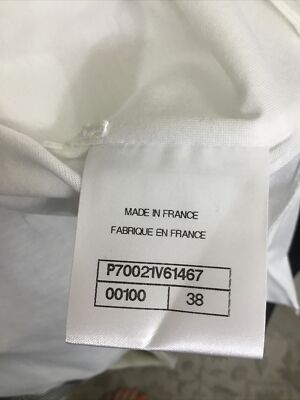 MADE IN FRANCE
FABRIQUE EN FRANCE
P70021V61467
00100 38